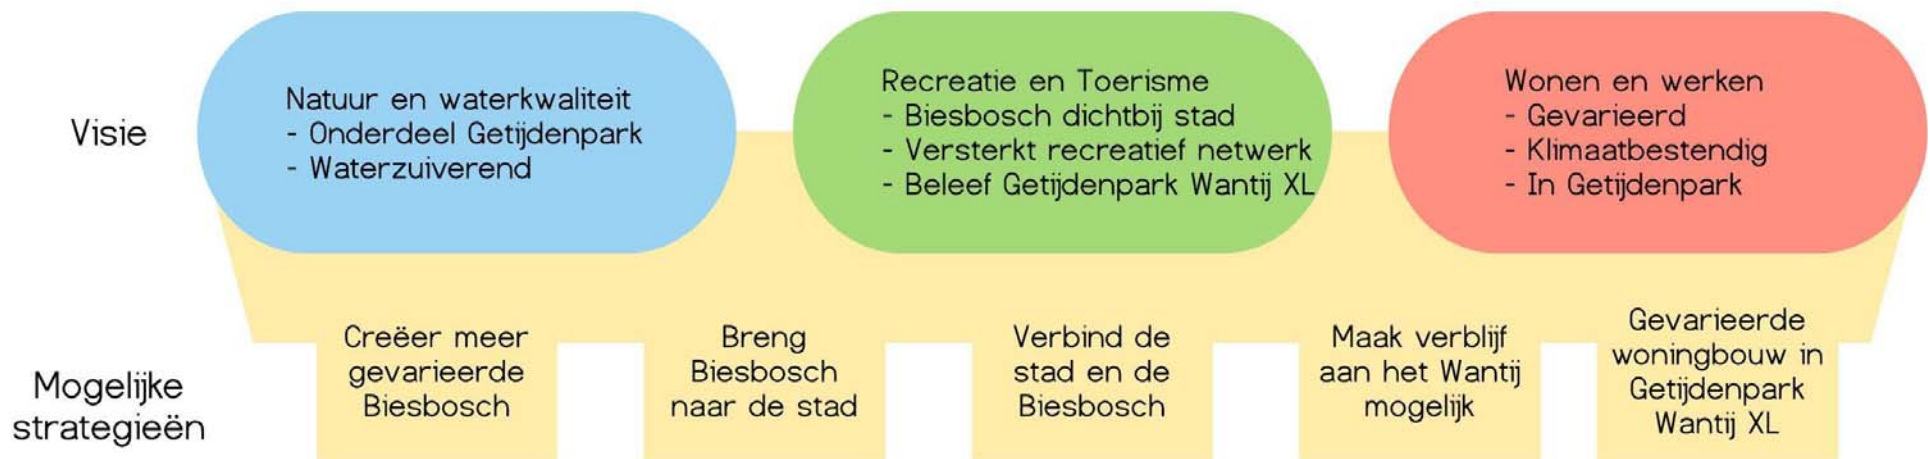 Visie
Natuur en waterkwaliteit
- Onderdeel Getijdenpark
- Waterzuiverend
Recreatie en Toerisme
- Biesbosch dichtbij stad
- Versterkt recreatief netwerk
- Beleef Getijdenpark Wantij XL
Wonen en werken
- Gevarieerd
- Klimaatbestendig
- In Getijdenpark
Mogelijke
strategieën
Creëer meer
gevarieerde
Biesbosch
Breng
Biesbosch
naar de stad
Verbind de
stad en de
Biesbosch
Maak verblijf
aan het Wantij
mogelijk
Gevarieerde
woningbouw in
Getijdenpark
Wantij XL